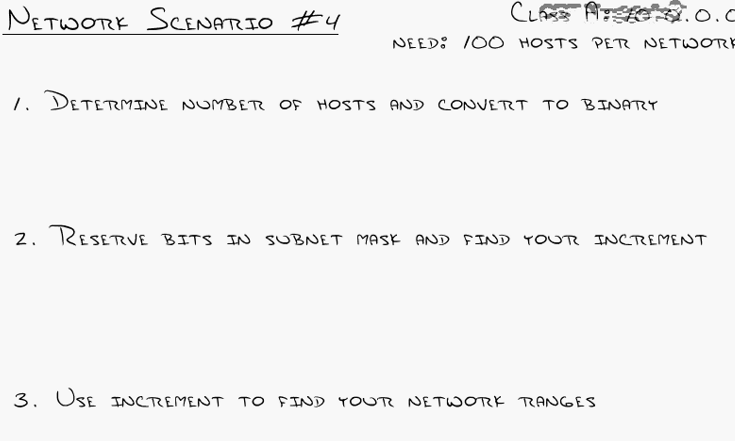 Network Scenario #4
Class A: 10.0.0.0
NEED: 100 HOSTS PER NETWORK
1. DETERMINE NUMBER OF HOSTS AND CONVERT TO BINARY
2. RESERVE BITS IN SUBNET MASK AND FIND YOUR INCREMENT
3. USE INCREMENT TO FIND YOUR NETWORK RANGES